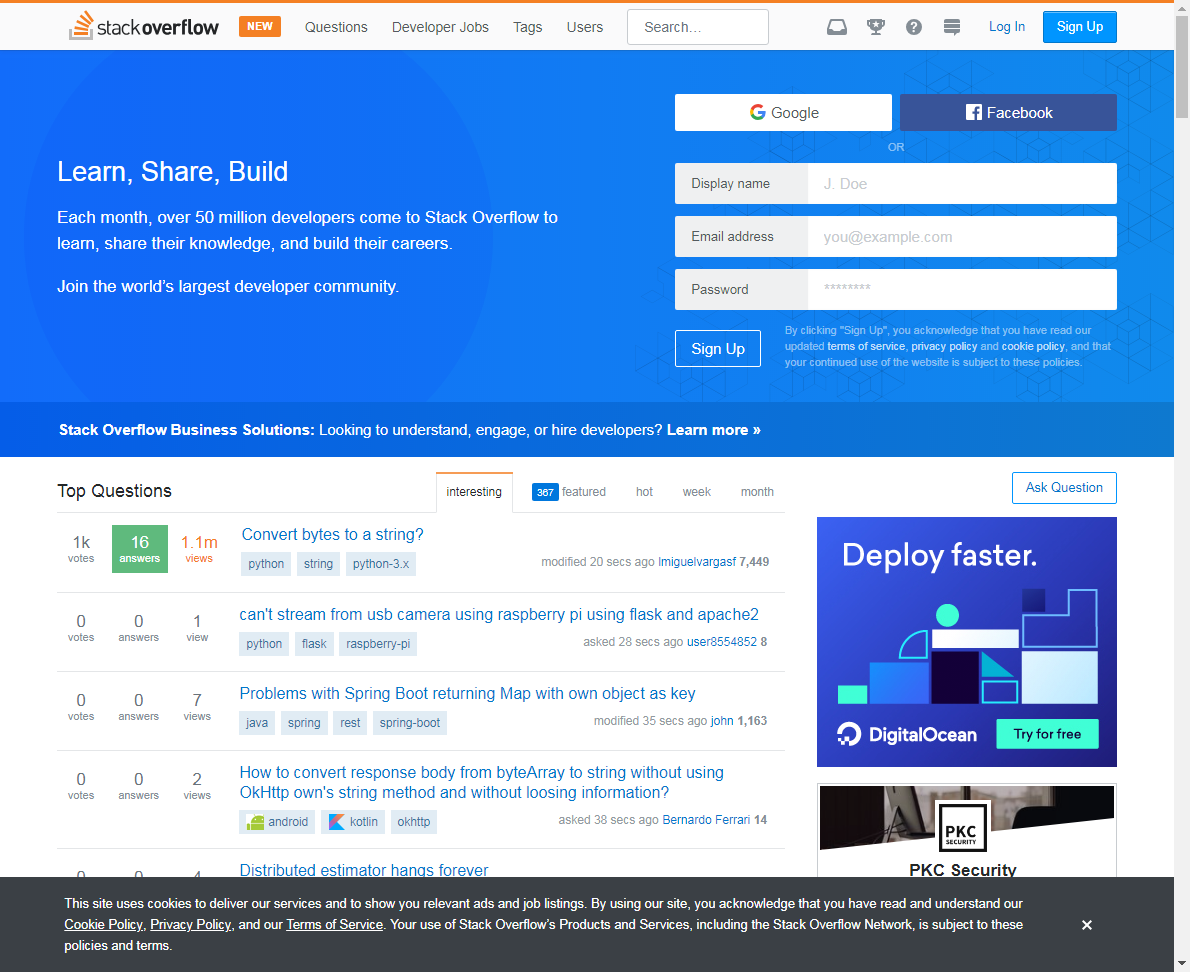 stackoverflow NEW Questions Developer Jobs Tags Users Search... Log In Sign Up
Google Facebook
OR
Learn, Share, Build
Each month, over 50 million developers come to Stack Overflow to
learn, share their knowledge, and build their careers.
Join the world's largest developer community.
Display name J. Doe
Email address you@example.com
Password ********
Sign Up
By clicking "Sign Up", you acknowledge that you have read our
updated terms of service, privacy policy and cookie policy, and that
your continued use of the website is subject to these policies.
Stack Overflow Business Solutions: Looking to understand, engage, or hire developers? Learn more »
Top Questions interesting 367 featured hot week month
Ask Question
1k votes 16 answers 1.1m views
Convert bytes to a string?
python string python-3.x
modified 20 secs ago lmiguelvargasf 7,449
0 votes 0 answers 1 view
can't stream from usb camera using raspberry pi using flask and apache2
python flask raspberry-pi
asked 28 secs ago user8554852 8
0 votes 0 answers 7 views
Problems with Spring Boot returning Map with own object as key
java spring rest spring-boot
modified 35 secs ago john 1,163
0 votes 0 answers 2 views
How to convert response body from byteArray to string without using
OkHttp own's string method and without loosing information?
android kotlin okhttp
asked 38 secs ago Bernardo Ferrari 14
0 0 4
Distributed estimator hangs forever
Deploy faster.
DigitalOcean Try for free
PKC
SECURITY
PKC Security
This site uses cookies to deliver our services and to show you relevant ads and job listings. By using our site, you acknowledge that you have read and understand our
Cookie Policy, Privacy Policy, and our Terms of Service. Your use of Stack Overflow's Products and Services, including the Stack Overflow Network, is subject to these
policies and terms.